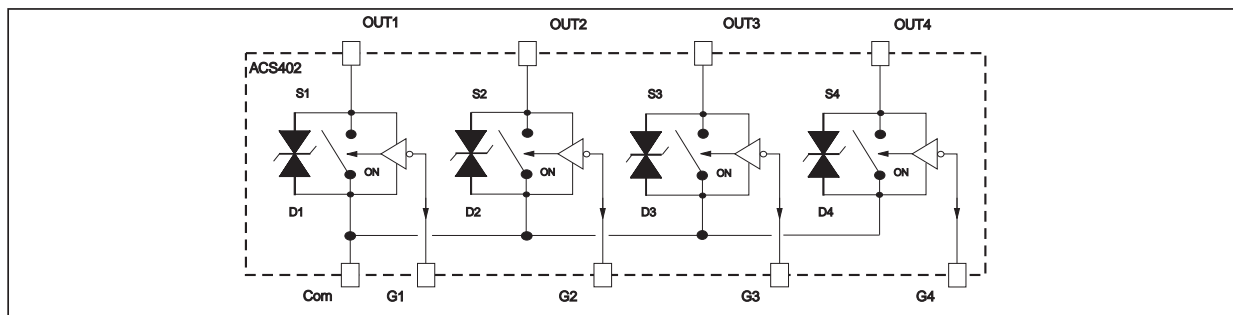 OUT1 OUT2 OUT3 OUT4
ACS402
S1 S2 S3 S4
ON ON ON ON
D1 D2 D3 D4
Com G1 G2 G3 G4